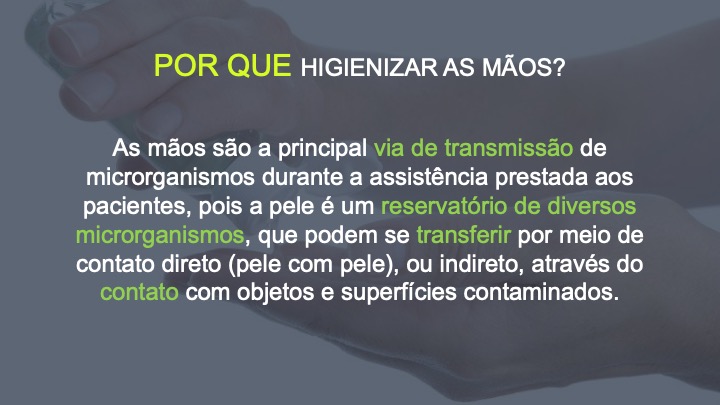 POR QUE HIGIENIZAR AS MÃOS?
As mãos são a principal via de transmissão de
microrganismos durante a assistência prestada aos
pacientes, pois a pele é um reservatório de diversos
microrganismos, que podem se transferir por meio de
contato direto (pele com pele), ou indireto, através do
contato com objetos e superfícies contaminados.